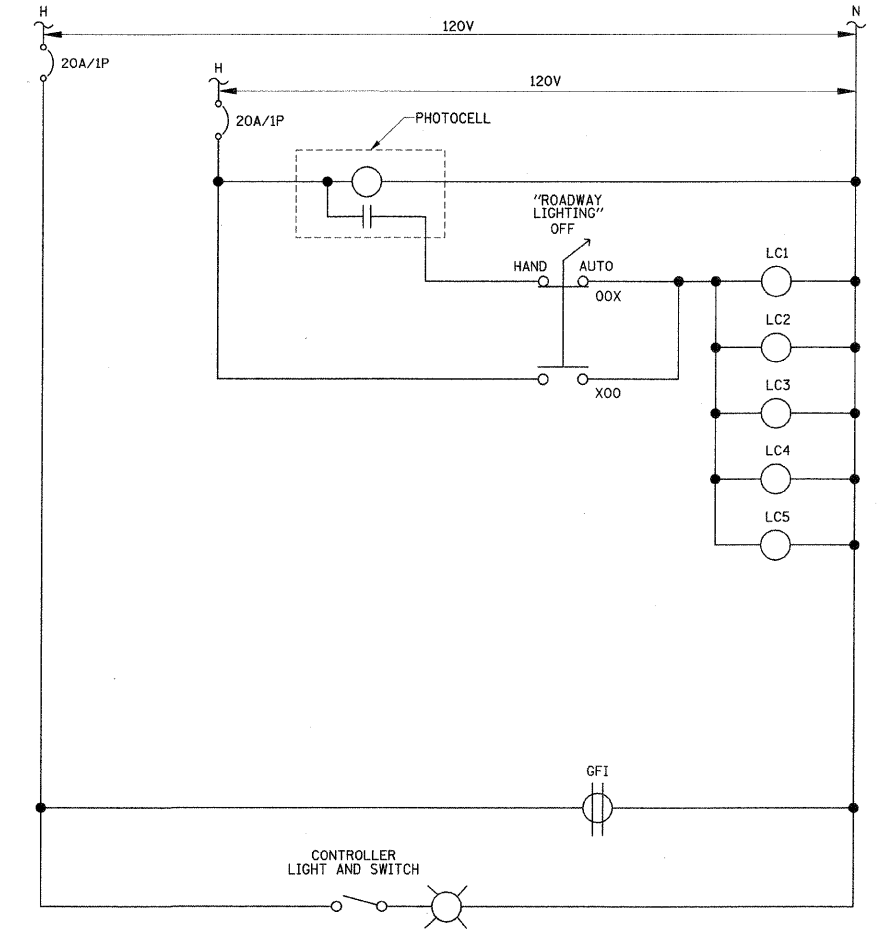 H
N
120V
20A/1P
H
120V
20A/1P
PHOTOCELL
"ROADWAY
LIGHTING"
OFF
HAND
AUTO
OOX
XOO
LC1
LC2
LC3
LC4
LC5
GFI
CONTROLLER
LIGHT AND SWITCH